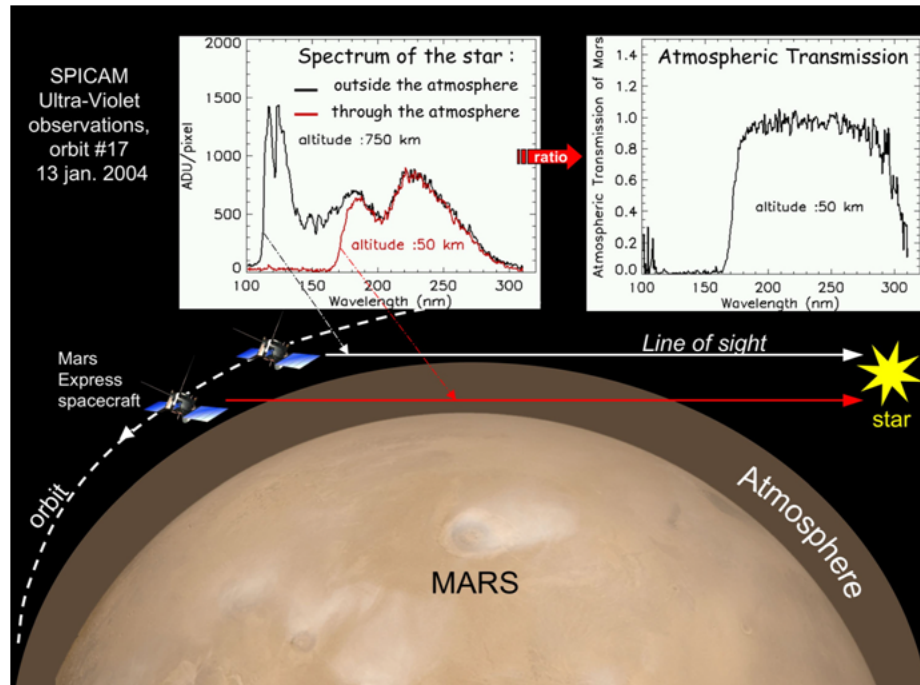 SPICAM
Ultra-Violet
observations,
orbit #17
13 jan. 2004
2000
1500
1000
500
0
ADU/pixel
Spectrum of the star :
outside the atmosphere
through the atmosphere
altitude :750 km
altitude :50 km
100 150 200 250 300
Wavelength (nm)
ratio
Atmospheric Transmission of Mars
1.4
1.2
1.0
0.8
0.6
0.4
0.2
0.0
Atmospheric Transmission
altitude :50 km
100 150 200 250 300
Wavelength (nm)
Line of sight
Mars
Express
spacecraft
star
orbit
Atmosphere
MARS